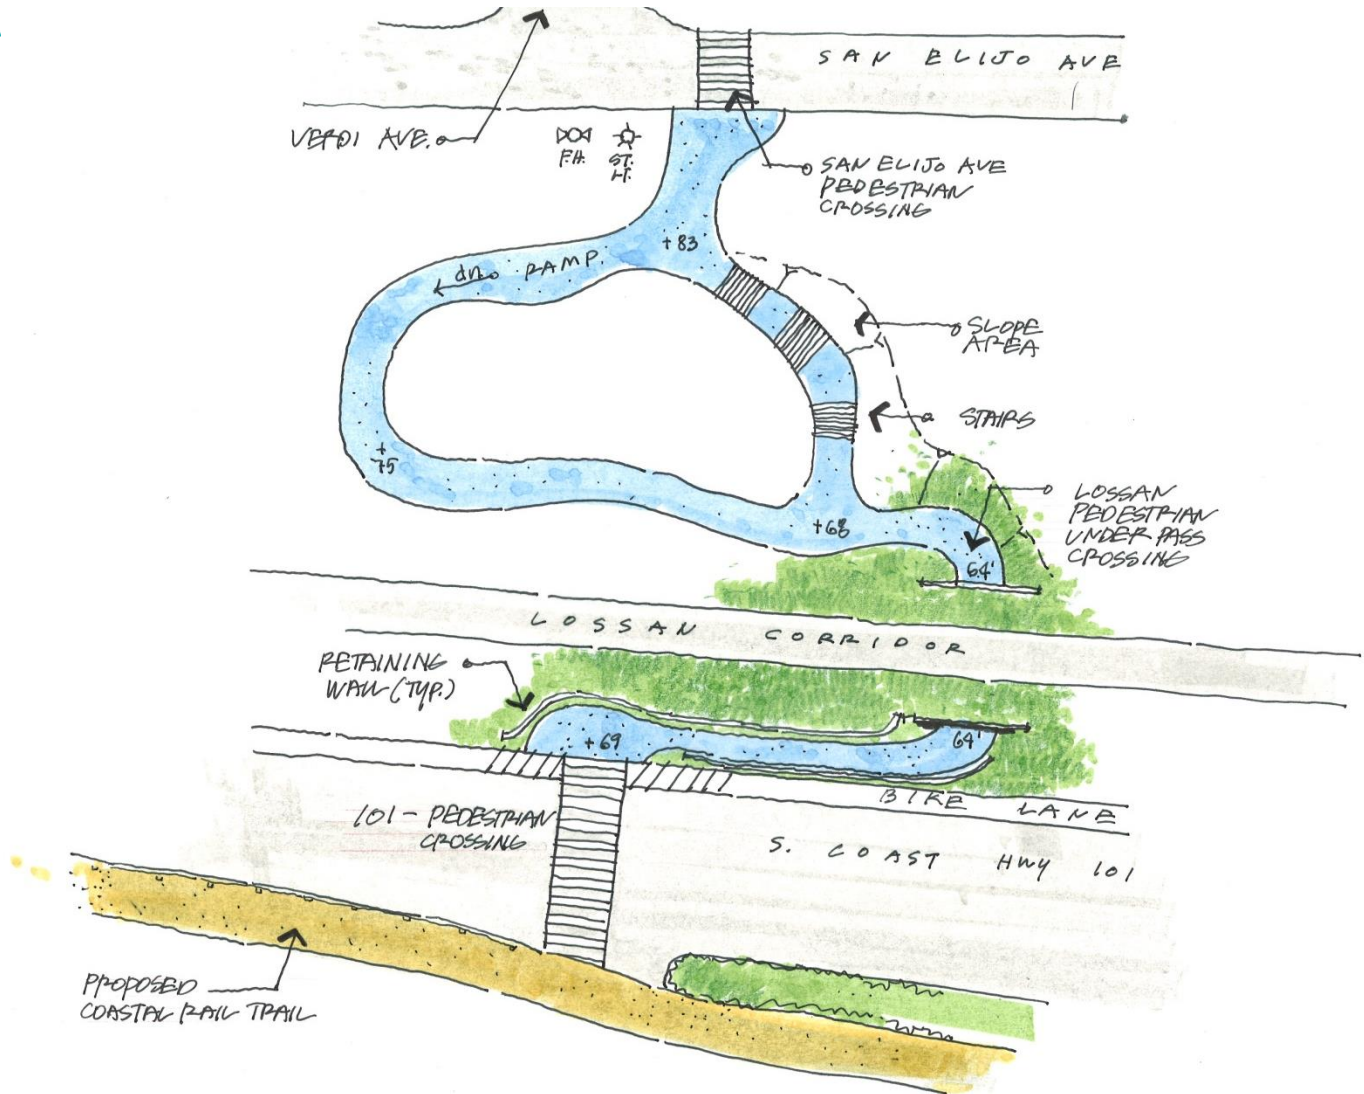 SAN ELIJO AVE
VERDI AVE.
F.H.
ST.
LT.
SAN ELIJO AVE
PEDESTRIAN
CROSSING
+83
dn. RAMP.
SLOPE
AREA
STAIRS
+
75
+68
LOSSAN
PEDESTRIAN
UNDER PASS
CROSSING
64'
LOSSAN CORRIDOR
RETAINING
WALL (TYP.)
+69
64'
BIKE LANE
101 - PEDESTRIAN
CROSSING
S. COAST HWY 101
PROPOSED
COASTAL RAIL TRAIL